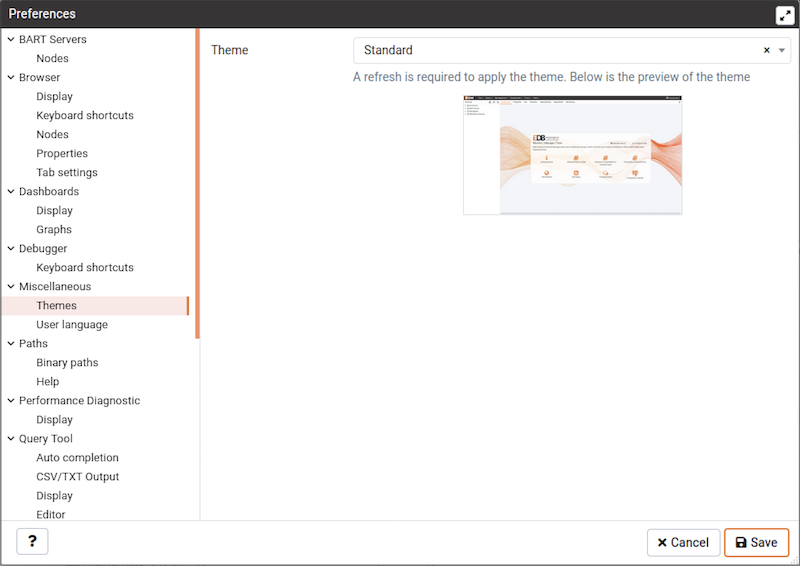 Preferences
BART Servers
Nodes
Browser
Display
Keyboard shortcuts
Nodes
Properties
Tab settings
Dashboards
Display
Graphs
Debugger
Keyboard shortcuts
Miscellaneous
Themes
User language
Paths
Binary paths
Help
Performance Diagnostic
Display
Query Tool
Auto completion
CSV/TXT Output
Display
Editor
Theme
Standard
×
A refresh is required to apply the theme. Below is the preview of the theme
EDB
?
Cancel
Save